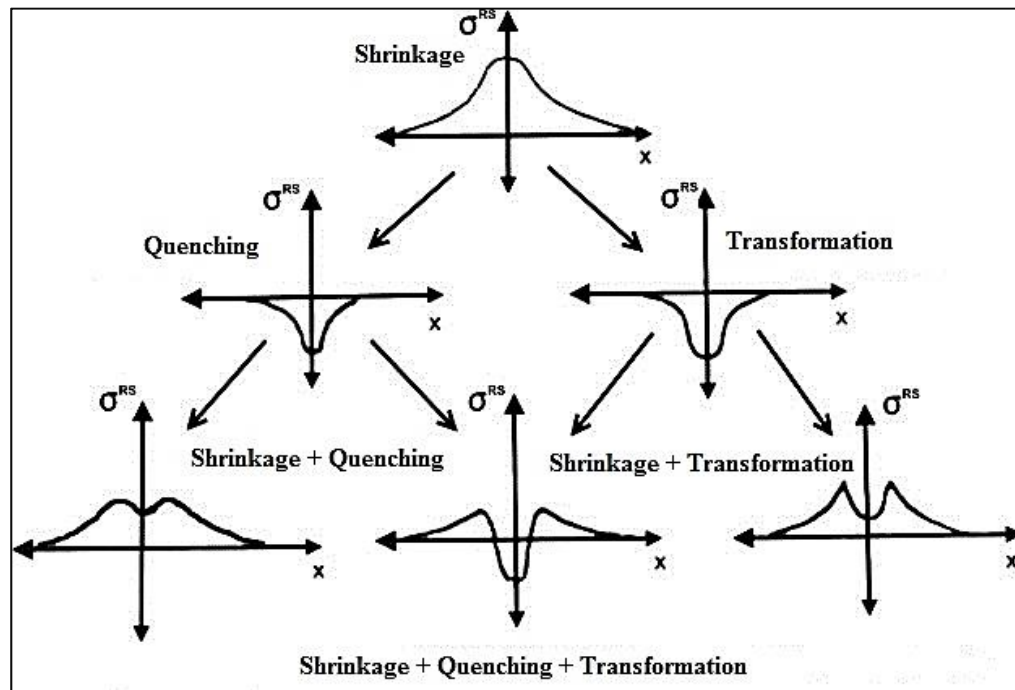 σRS
Shrinkage
x
σRS
σRS
Quenching
Transformation
x
x
σRS
σRS
σRS
Shrinkage + Quenching
Shrinkage + Transformation
x
x
x
Shrinkage + Quenching + Transformation